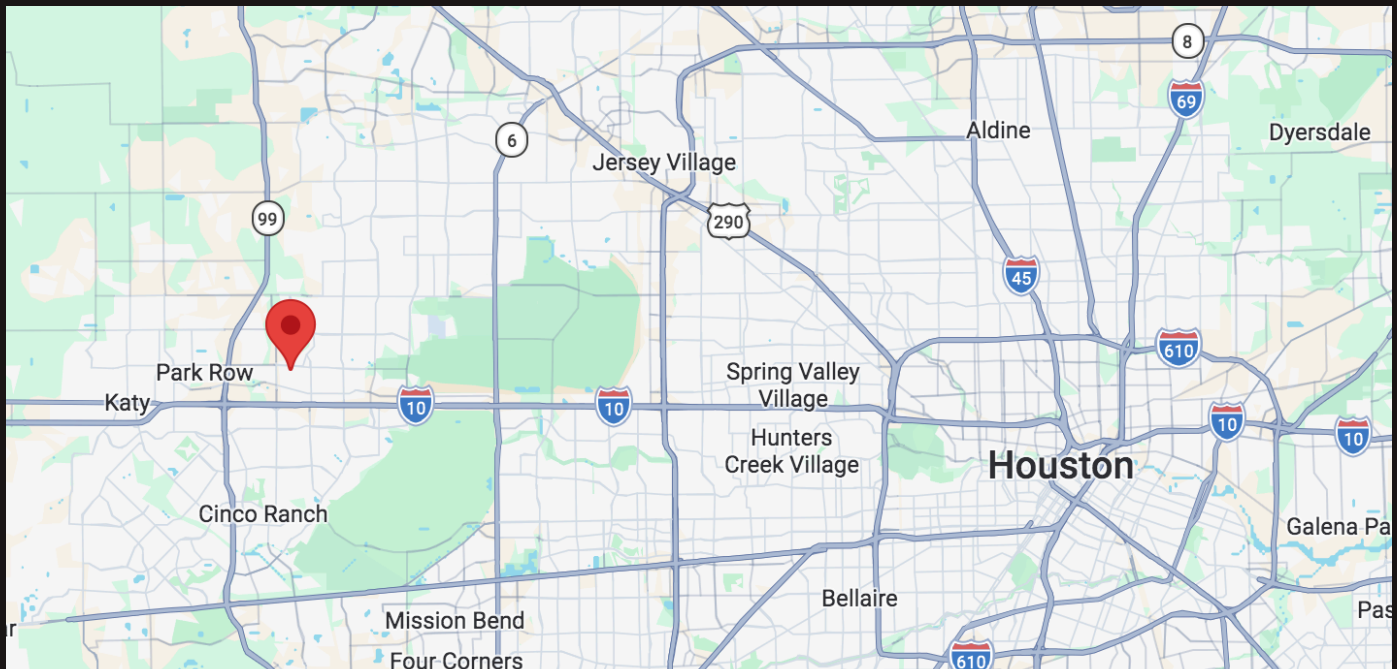 8
69
Aldine
Dyersdale
6
Jersey Village
99
290
45
610
Park Row
Spring Valley
Village
Katy
10
10
10
10
Hunters
Creek Village
Houston
Cinco Ranch
Galena Pa
Bellaire
Pas
Mission Bend
r
Four Corners
610